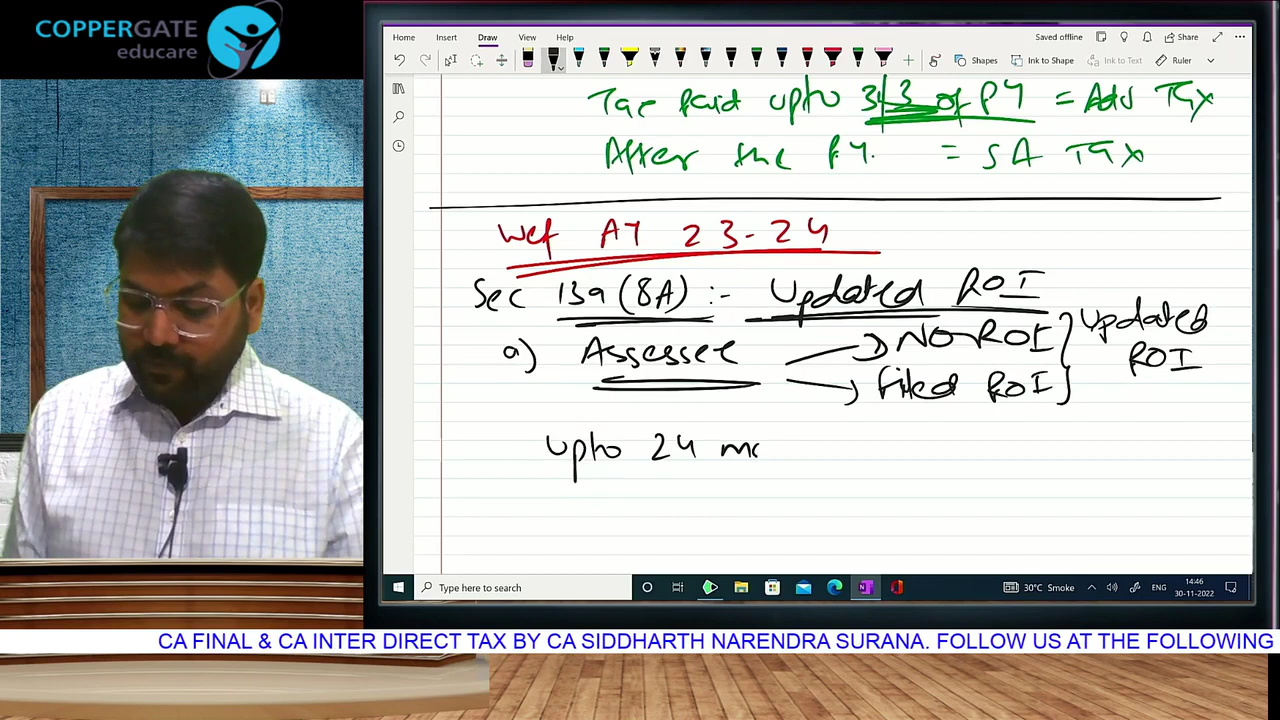 COPPERGATE
educare
Home Insert Draw View Help
Saved offline Share
Shapes Ink to Shape Ink to Text Ruler
Tax Paid upto 31/3 of PY = Adv Tax
After the P.Y. = SA Tax
Wef AY 23-24
Sec 139(8A) :- Updated ROI
a) Assessee
No ROI
Filed ROI
Updated
ROI
Upto 24 mo
Type here to search
30°C Smoke
ENG
14:46
30-11-2022
CA FINAL & CA INTER DIRECT TAX BY CA SIDDHARTH NARENDRA SURANA. FOLLOW US AT THE FOLLOWING